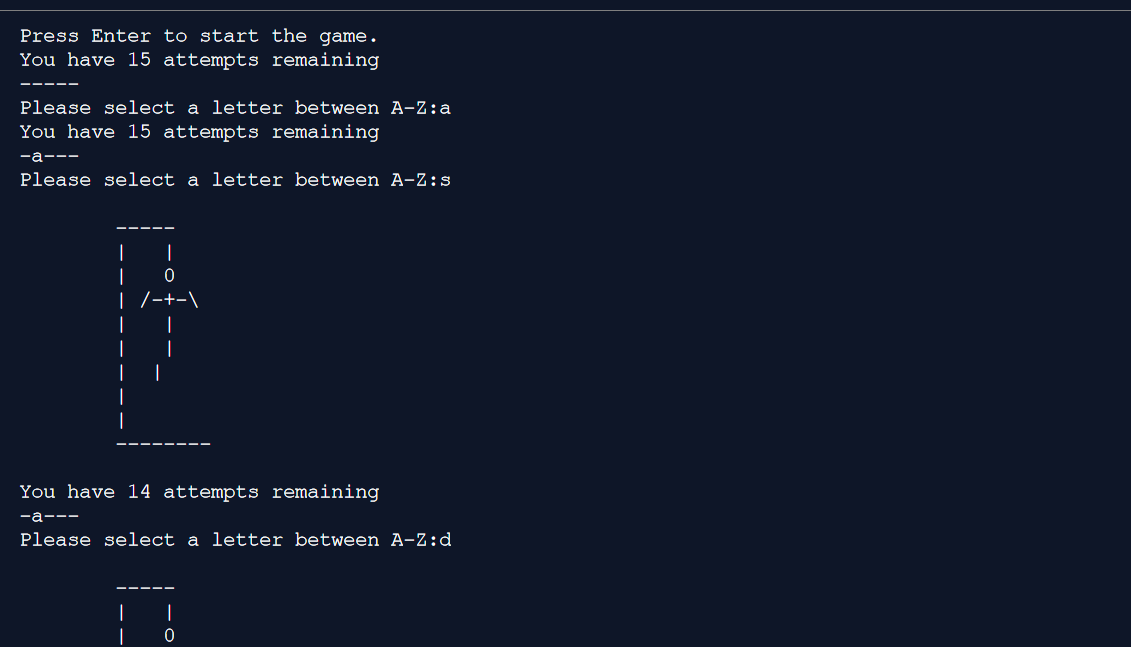 Press Enter to start the game.
You have 15 attempts remaining
-----
Please select a letter between A-Z:a
You have 15 attempts remaining
-a---
Please select a letter between A-Z:s
        -----
        |   |
        |   0
        | /-+-\
        |   |
        |   |
        |  |
        |
        |
        --------
You have 14 attempts remaining
-a---
Please select a letter between A-Z:d
        -----
        |   |
        |   0